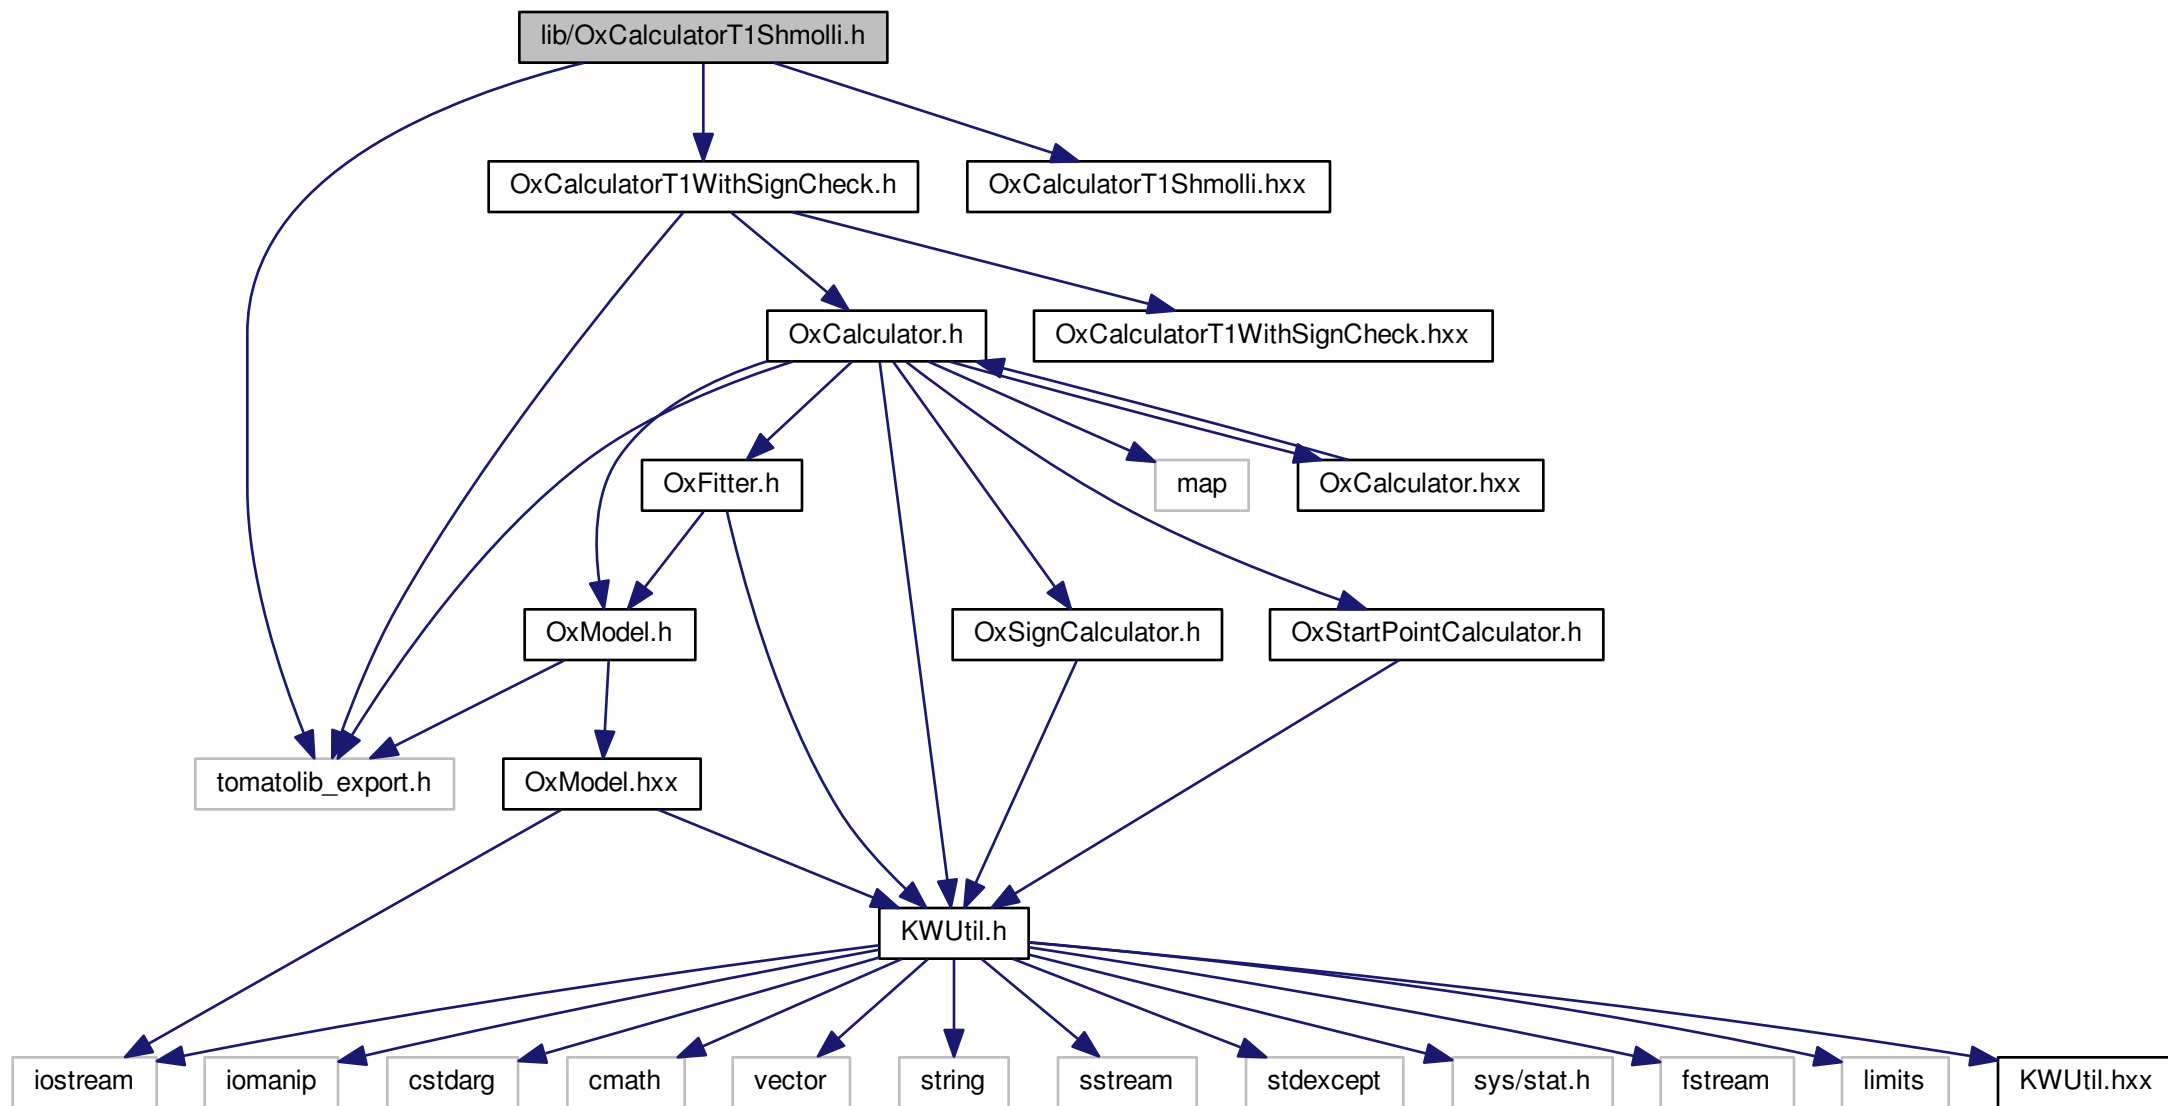 lib/OxCalculatorT1Shmolli.h
OxCalculatorT1WithSignCheck.h
OxCalculatorT1Shmolli.hxx
OxCalculator.h
OxCalculatorT1WithSignCheck.hxx
OxFitter.h
map
OxCalculator.hxx
OxModel.h
OxSignCalculator.h
OxStartPointCalculator.h
tomatolib_export.h
OxModel.hxx
KWUtil.h
iostream
iomanip
cstdarg
cmath
vector
string
sstream
stdexcept
sys/stat.h
fstream
limits
KWUtil.hxx